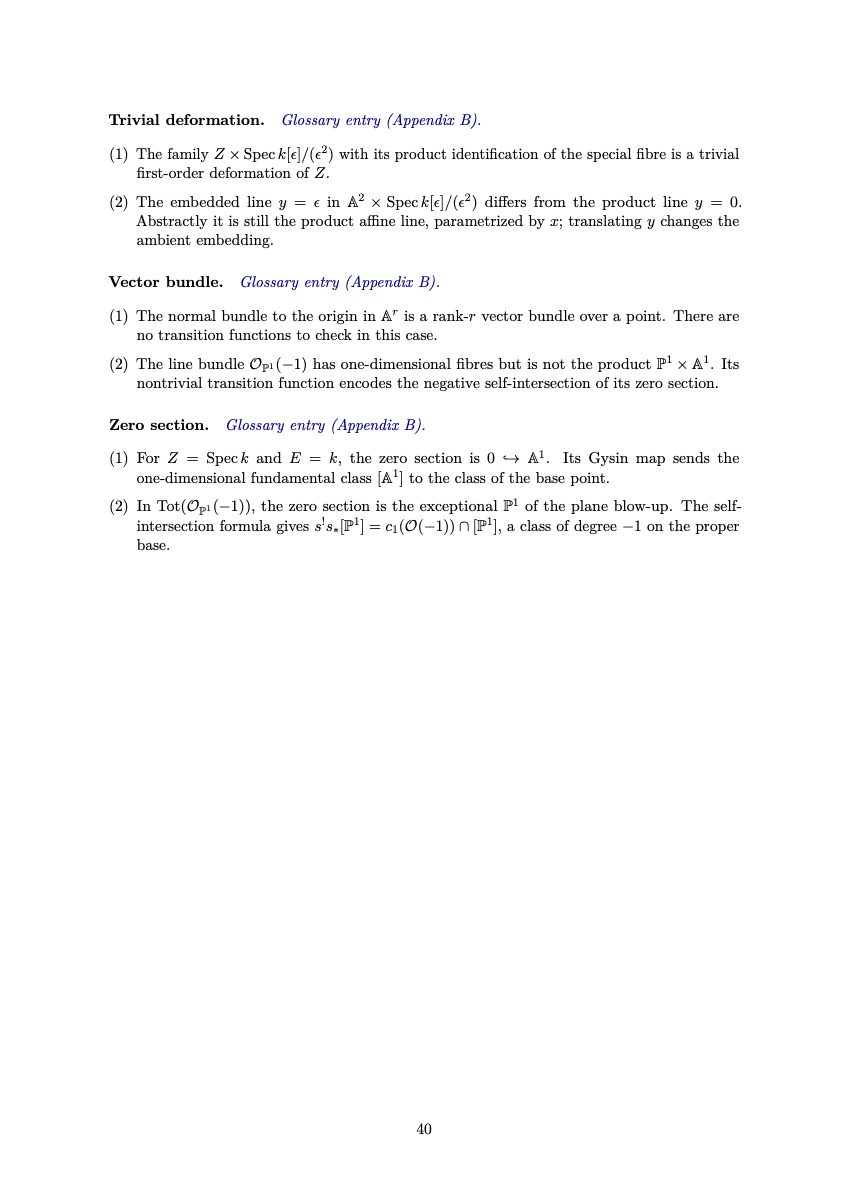 Trivial deformation. Glossary entry (Appendix B).
(1) The family Z × Spec k[ϵ]/(ϵ²) with its product identification of the special fibre is a trivial
first-order deformation of Z.
(2) The embedded line y = ϵ in 𝔸² × Spec k[ϵ]/(ϵ²) differs from the product line y = 0.
Abstractly it is still the product affine line, parametrized by x; translating y changes the
ambient embedding.
Vector bundle. Glossary entry (Appendix B).
(1) The normal bundle to the origin in 𝔸ʳ is a rank-r vector bundle over a point. There are
no transition functions to check in this case.
(2) The line bundle 𝒪_{ℙ¹}(−1) has one-dimensional fibres but is not the product ℙ¹ × 𝔸¹. Its
nontrivial transition function encodes the negative self-intersection of its zero section.
Zero section. Glossary entry (Appendix B).
(1) For Z = Spec k and E = k, the zero section is 0 ↪ 𝔸¹. Its Gysin map sends the
one-dimensional fundamental class [𝔸¹] to the class of the base point.
(2) In Tot(𝒪_{ℙ¹}(−1)), the zero section is the exceptional ℙ¹ of the plane blow-up. The self-
intersection formula gives s^!s_*[ℙ¹] = c₁(𝒪(−1)) ∩ [ℙ¹], a class of degree −1 on the proper
base.
40